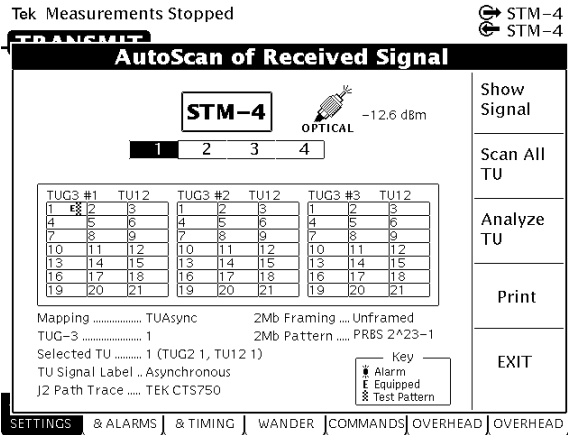 Tek Measurements Stopped
STM-4
STM-4
TRANSMIT
AutoScan of Received Signal
STM-4
OPTICAL
-12.6 dBm
1 2 3 4
TUG3 #1 TU12 TUG3 #2 TU12 TUG3 #3 TU12
1 E 2 3 1 2 3 1 2 3
4 5 6 4 5 6 4 5 6
7 8 9 7 8 9 7 8 9
10 11 12 10 11 12 10 11 12
13 14 15 13 14 15 13 14 15
16 17 18 16 17 18 16 17 18
19 20 21 19 20 21 19 20 21
Mapping .................. TUAsync 2Mb Framing .... Unframed
TUG-3 ....................... 1 2Mb Pattern .... PRBS 2^23-1
Selected TU ......... 1 (TUG2 1, TU12 1)
TU Signal Label .. Asynchronous
J2 Path Trace ..... TEK CTS750
Key
Alarm
E Equipped
Test Pattern
Show
Signal
Scan All
TU
Analyze
TU
Print
EXIT
SETTINGS & ALARMS & TIMING WANDER COMMANDS OVERHEAD OVERHEAD